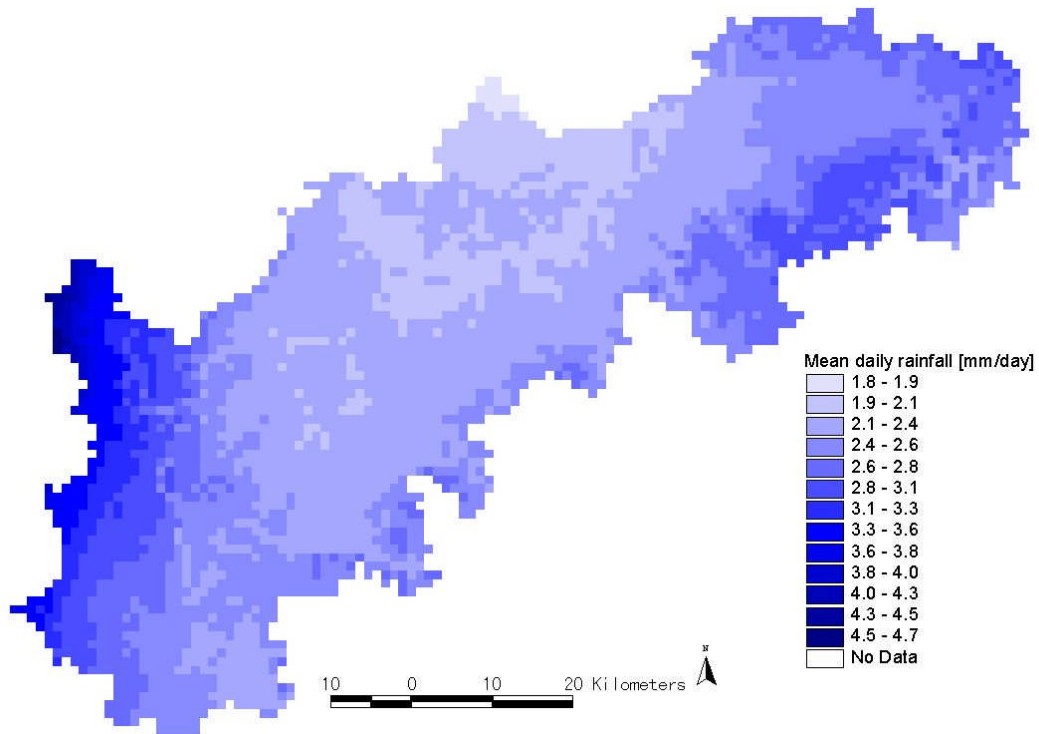 Mean daily rainfall [mm/day]
1.8 - 1.9
1.9 - 2.1
2.1 - 2.4
2.4 - 2.6
2.6 - 2.8
2.8 - 3.1
3.1 - 3.3
3.3 - 3.6
3.6 - 3.8
3.8 - 4.0
4.0 - 4.3
4.3 - 4.5
4.5 - 4.7
No Data
N
10 0 10 20 Kilometers